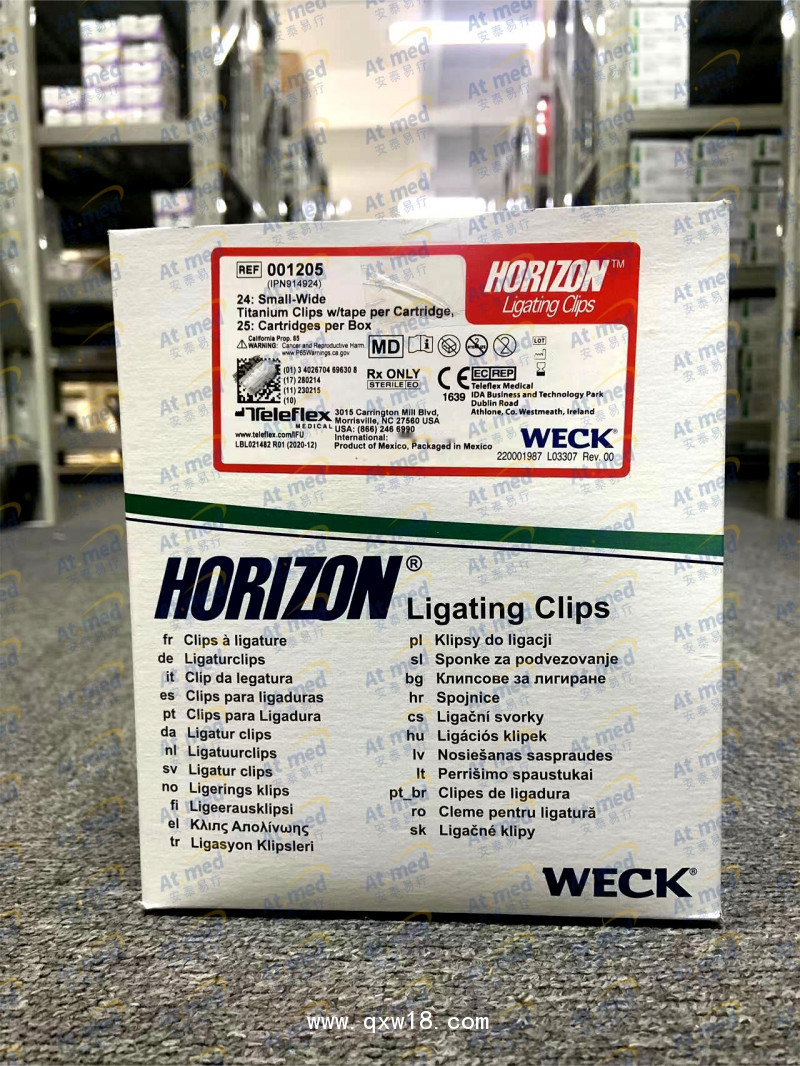 REF 001205
(IPN914924)
24: Small-Wide
Titanium Clips w/tape per Cartridge,
25: Cartridges per Box
HORIZON™
Ligating Clips
California Prop. 65
WARNING: Cancer and Reproductive Harm
www.P65Warnings.ca.gov
MD
LOT
(01) 3 4026704 69630 8
(17) 280214
(11) 230215
(10)
Rx ONLY
STERILE EO
CE
1639
EC REP
Teleflex Medical
IDA Business and Technology Park
Dublin Road
Athlone, Co. Westmeath, Ireland
Teleflex
MEDICAL
www.teleflex.com/IFU
LBL021482 R01 (2020-12)
3015 Carrington Mill Blvd,
Morrisville, NC 27560 USA
USA: (866) 246 6990
International:
Product of Mexico, Packaged in Mexico
WECK®
220001987 L03307 Rev. 00
HORIZON® Ligating Clips
fr Clips à ligature
de Ligaturclips
it Clip da legatura
es Clips para ligaduras
pt Clips para Ligadura
da Ligatur clips
nl Ligatuurclips
sv Ligatur clips
no Ligerings klips
fi Ligeerausklipsi
el Κλιπς Απολίνωης
tr Ligasyon Klipsleri
pl Klipsy do ligacji
sl Sponke za podvezovanje
bg Клипсове за лигиране
hr Spojnice
cs Ligační svorky
hu Ligációs klipek
lv Nosiešanas saspraudes
lt Perrišimo spaustukai
pt_br Clipes de ligadura
ro Cleme pentru ligatură
sk Ligačné klipy
WECK®
www.qxw18.com
At med
安泰易疗